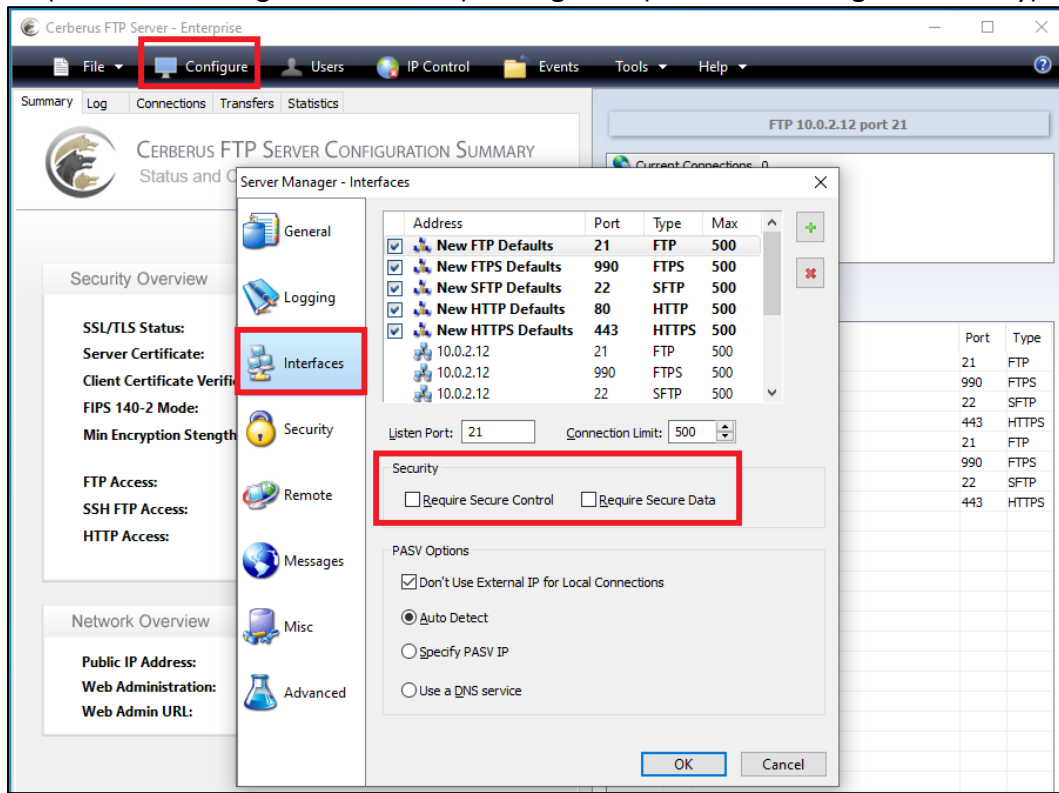 Cerberus FTP Server - Enterprise
File Configure Users IP Control Events Tools Help
Summary Log Connections Transfers Statistics
FTP 10.0.2.12 port 21
CERBERUS FTP SERVER CONFIGURATION SUMMARY
Status and
Current Connections 0
Server Manager - Interfaces
General
Logging
Interfaces
Security
Remote
Messages
Misc
Advanced
Address Port Type Max
New FTP Defaults 21 FTP 500
New FTPS Defaults 990 FTPS 500
New SFTP Defaults 22 SFTP 500
New HTTP Defaults 80 HTTP 500
New HTTPS Defaults 443 HTTPS 500
10.0.2.12 21 FTP 500
10.0.2.12 990 FTPS 500
10.0.2.12 22 SFTP 500
Listen Port: 21 Connection Limit: 500
Security
Require Secure Control Require Secure Data
PASV Options
Don't Use External IP for Local Connections
Auto Detect
Specify PASV IP
Use a DNS service
OK Cancel
Security Overview
SSL/TLS Status:
Server Certificate:
Client Certificate Verifi
FIPS 140-2 Mode:
Min Encryption Stength
FTP Access:
SSH FTP Access:
HTTP Access:
Network Overview
Public IP Address:
Web Administration:
Web Admin URL:
Port Type
21 FTP
990 FTPS
22 SFTP
443 HTTPS
21 FTP
990 FTPS
22 SFTP
443 HTTPS